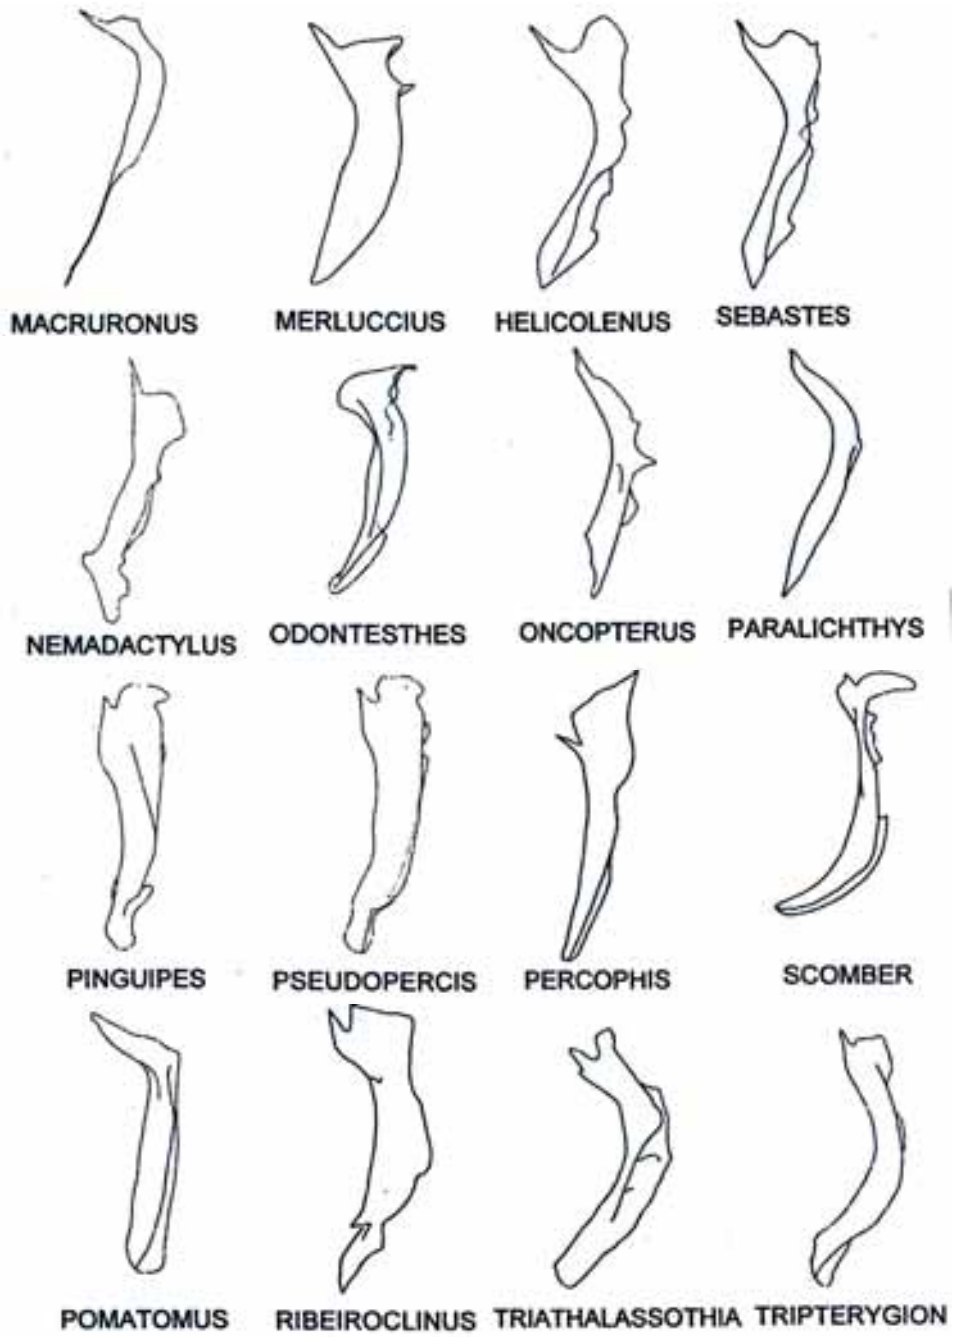 MACRURONUS MERLUCCIUS HELICOLENUS SEBASTES
NEMADACTYLUS ODONTESTHES ONCOPTERUS PARALICHTHYS
PINGUIPES PSEUDOPERCIS PERCOPHIS SCOMBER
POMATOMUS RIBEIROCLINUS TRIATHALASSOTHIA TRIPTERYGION